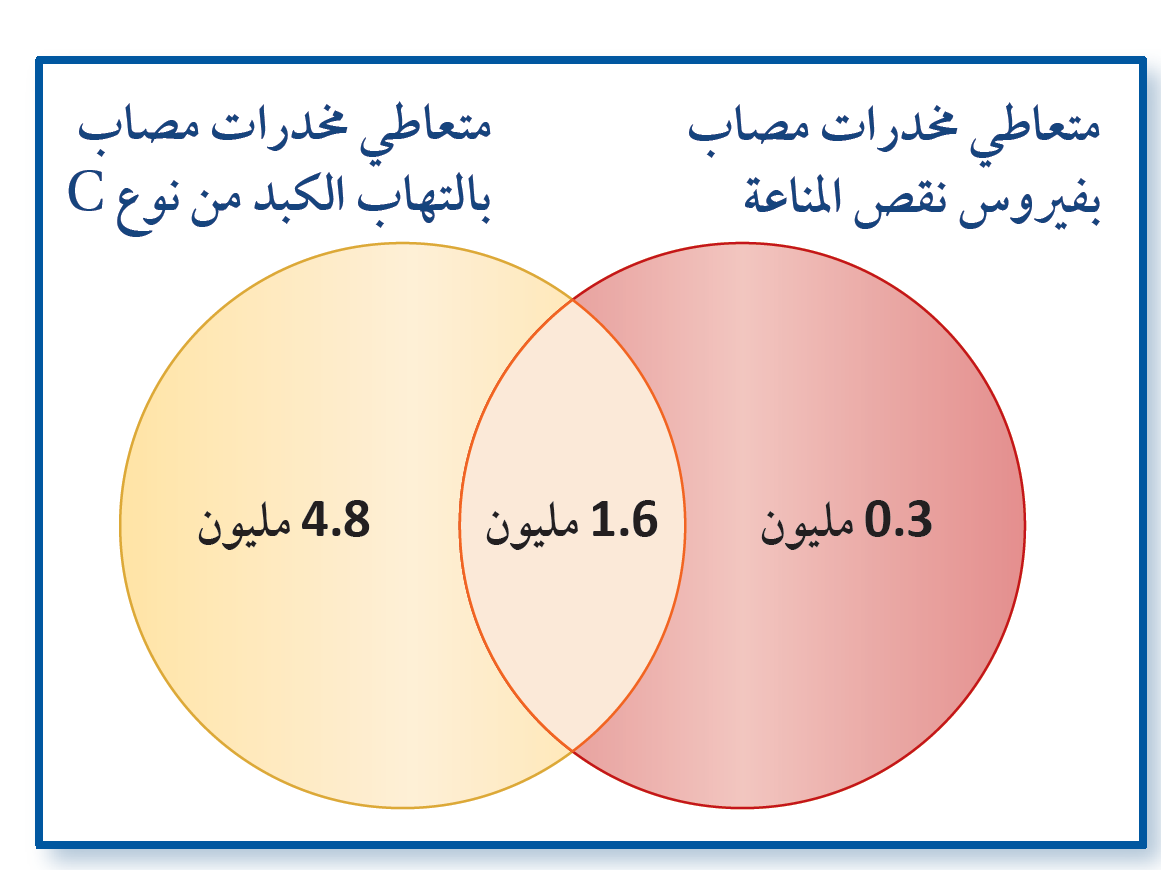 متعاطي مخدرات مصاب
بفيروس نقص المناعة
متعاطي مخدرات مصاب
بالتهاب الكبد من نوع C
0.3 مليون
1.6 مليون
4.8 مليون